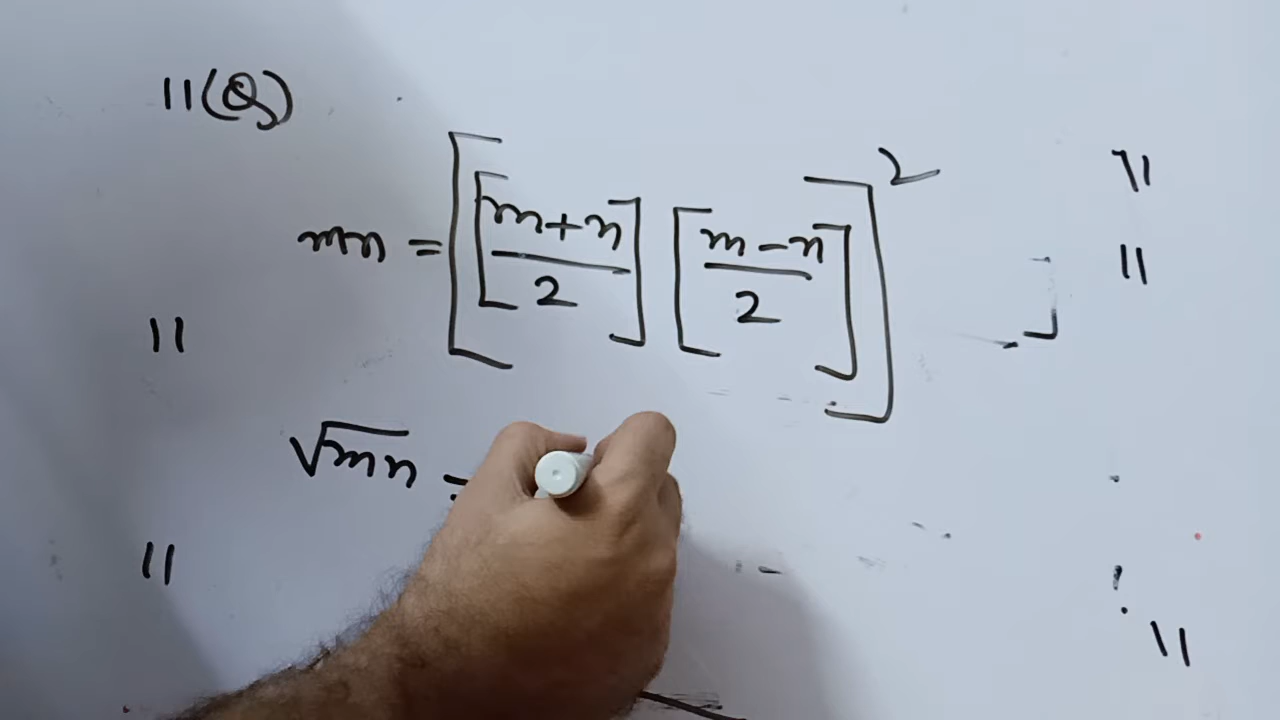 11(Q)
mn = [[m+n/2] [m-n/2]]²
11
11
11
√mn =
11
11